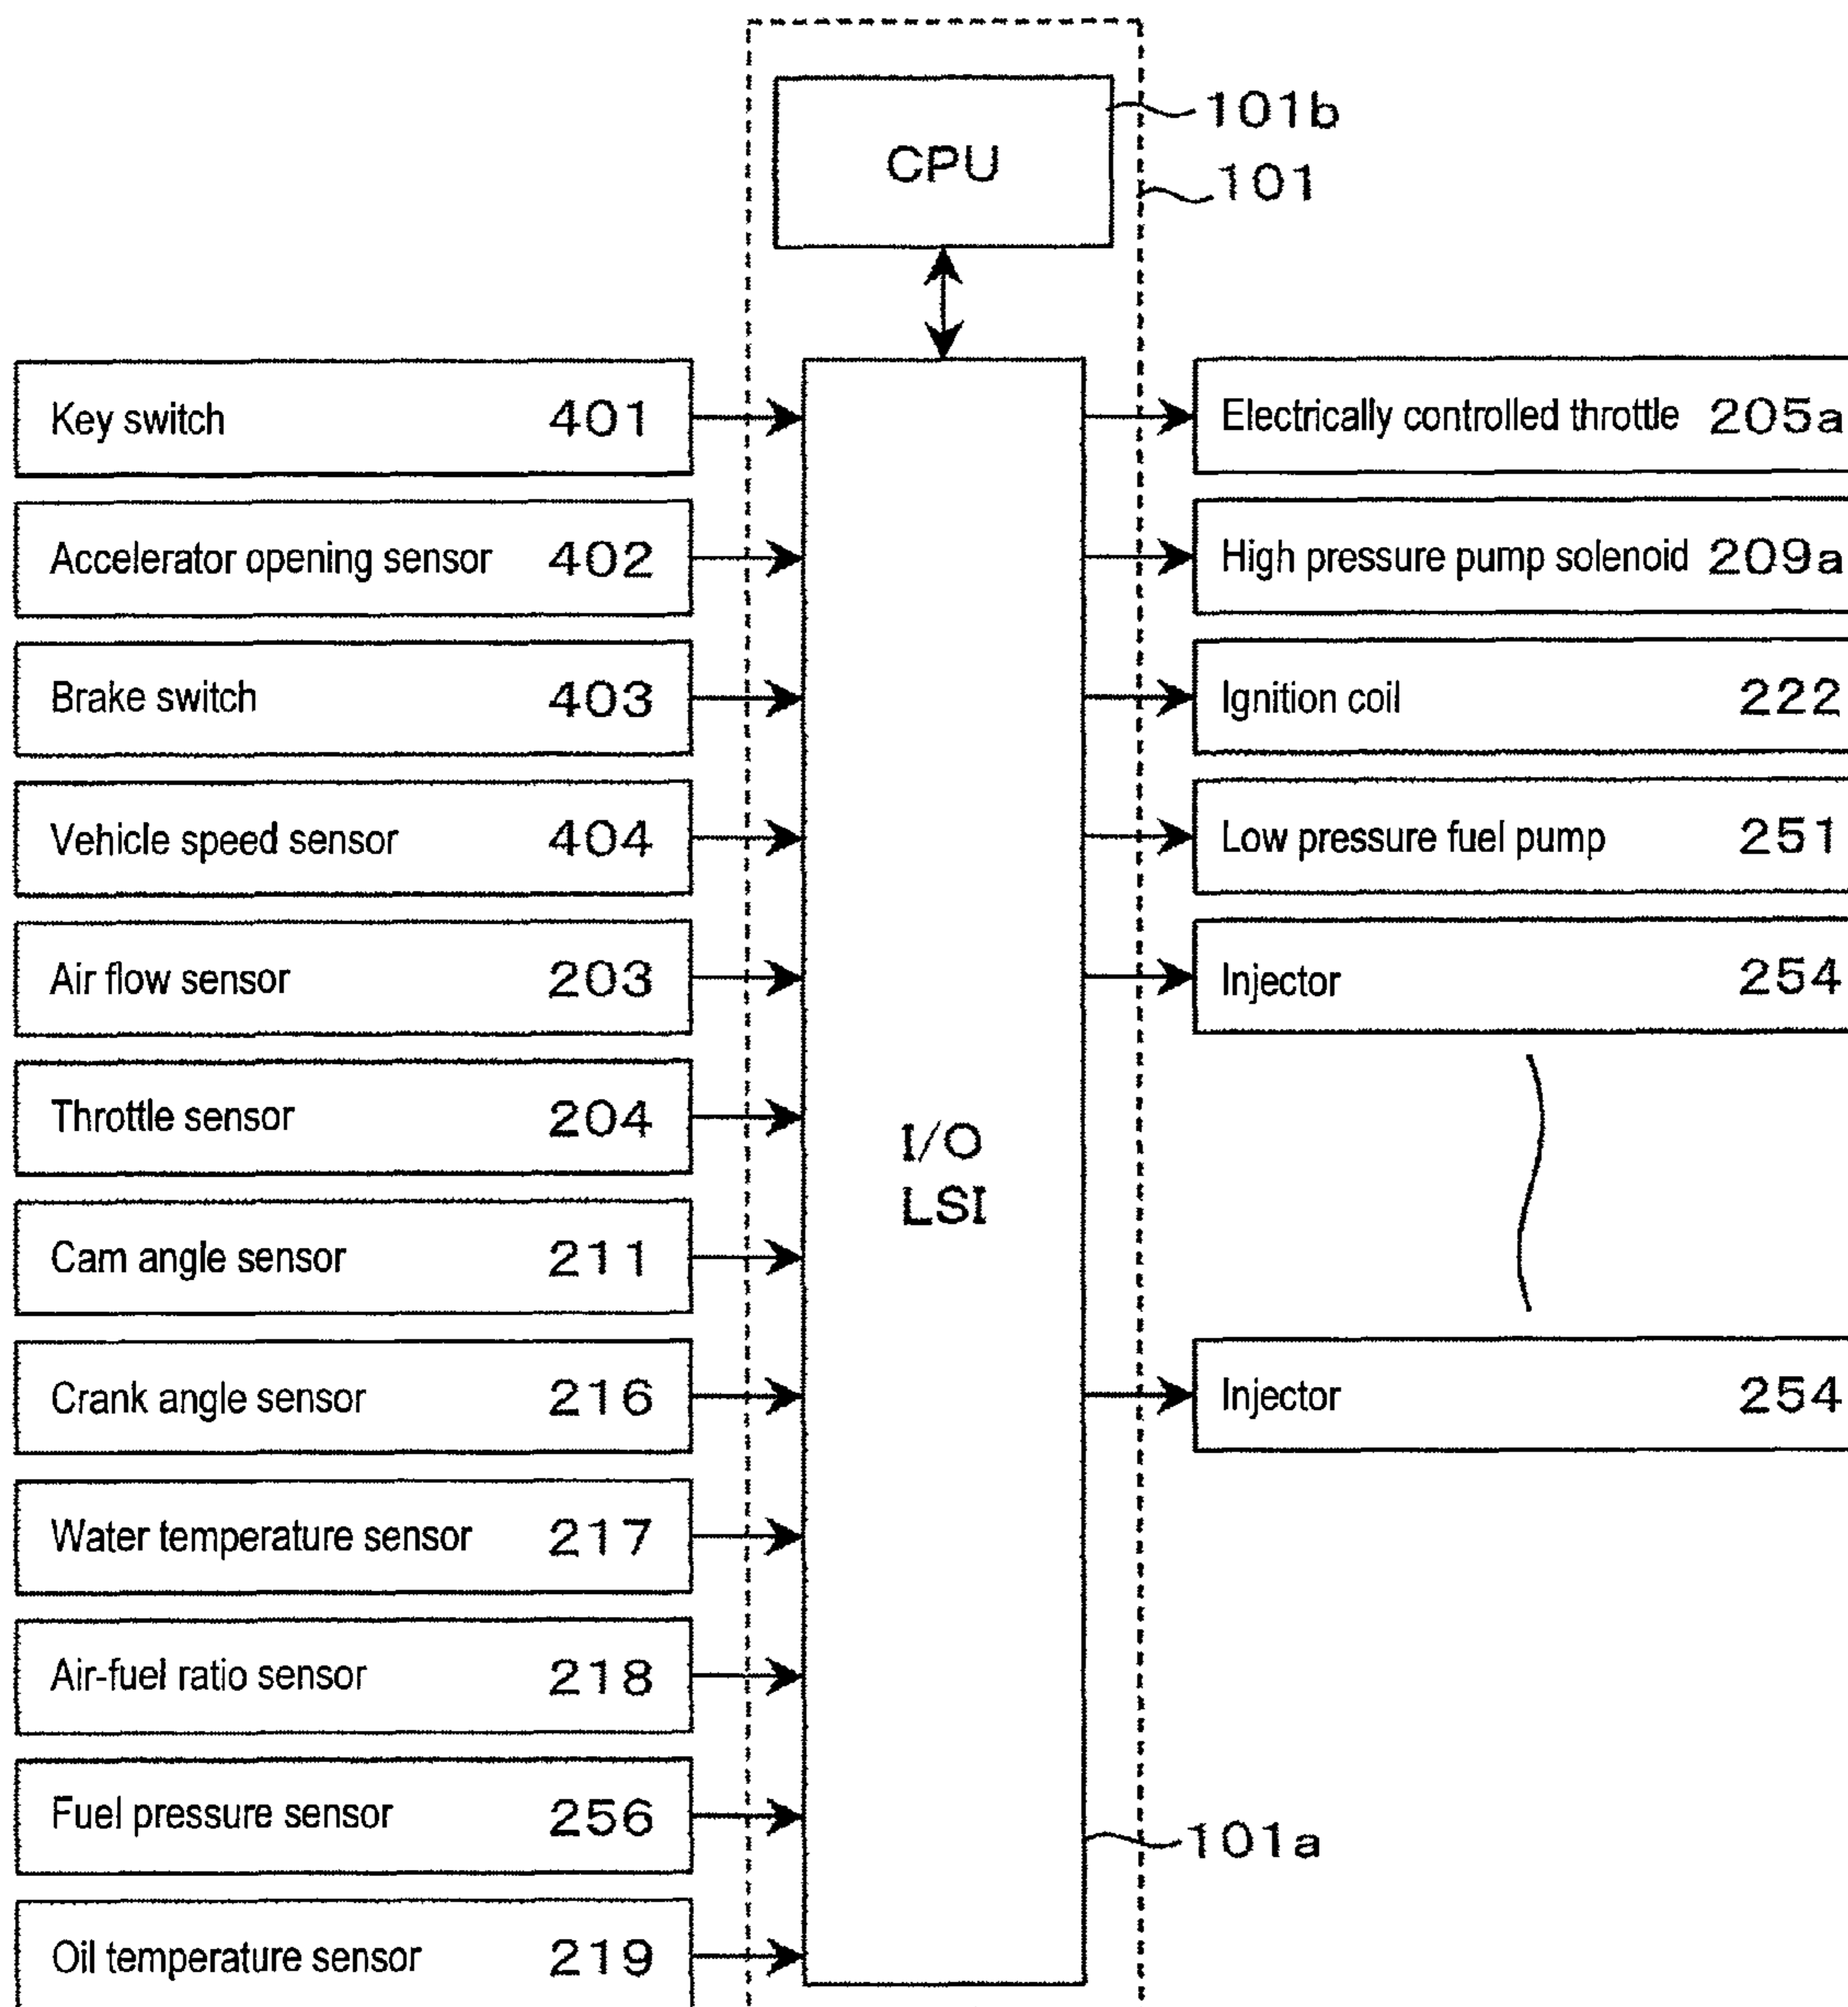 CPU
101b
101
Key switch 401
Accelerator opening sensor 402
Brake switch 403
Vehicle speed sensor 404
Air flow sensor 203
Throttle sensor 204
Cam angle sensor 211
Crank angle sensor 216
Water temperature sensor 217
Air-fuel ratio sensor 218
Fuel pressure sensor 256
Oil temperature sensor 219
I/O
LSI
101a
Electrically controlled throttle 205a
High pressure pump solenoid 209a
Ignition coil 222
Low pressure fuel pump 251
Injector 254
Injector 254